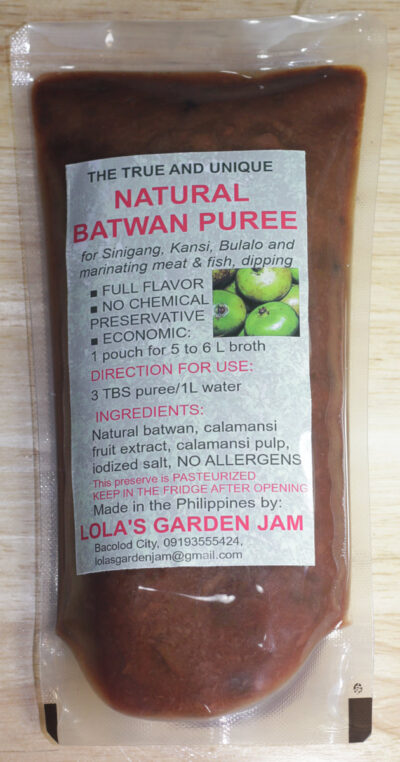 THE TRUE AND UNIQUE
NATURAL
BATWAN PUREE
for Sinigang, Kansi, Bulalo and
marinating meat & fish, dipping
■ FULL FLAVOR
■ NO CHEMICAL
PRESERVATIVE
■ ECONOMIC:
1 pouch for 5 to 6 L broth
DIRECTION FOR USE:
3 TBS puree/1L water
INGREDIENTS:
Natural batwan, calamansi
fruit extract, calamansi pulp,
iodized salt, NO ALLERGENS
This preserve is PASTEURIZED
KEEP IN THE FRIDGE AFTER OPENING
Made in the Philippines by:
LOLA'S GARDEN JAM
Bacolod City, 09193555424,
lolasgardenjam@gmail.com